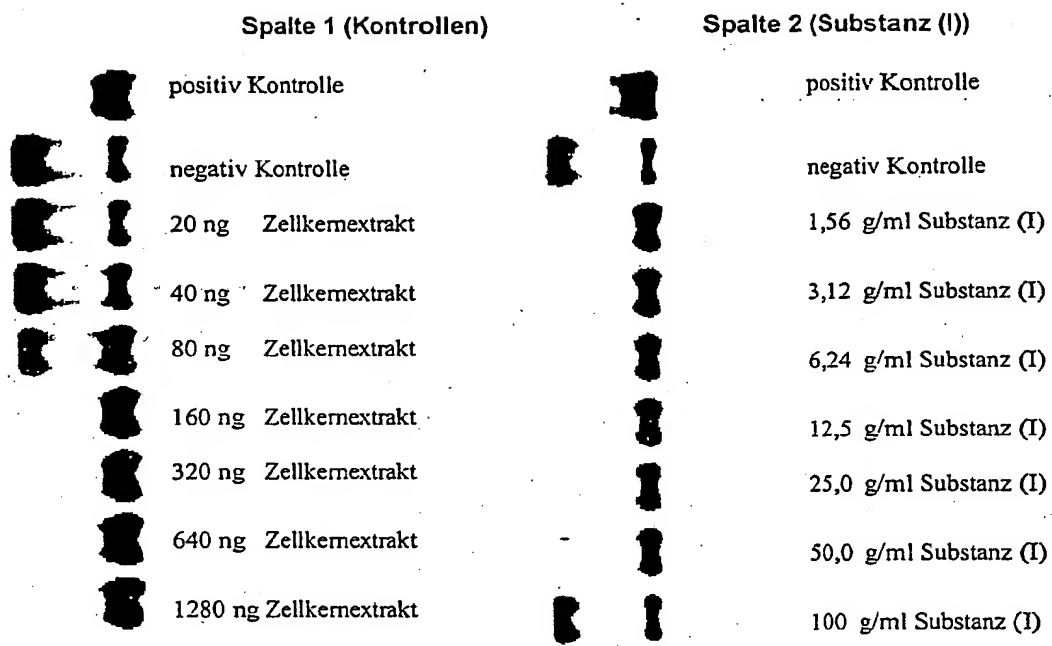 Spalte 1 (Kontrollen)
positiv Kontrolle
negativ Kontrolle
20 ng Zellkernextrakt
40 ng Zellkernextrakt
80 ng Zellkernextrakt
160 ng Zellkernextrakt
320 ng Zellkernextrakt
640 ng Zellkernextrakt
1280 ng Zellkernextrakt
Spalte 2 (Substanz (I))
positiv Kontrolle
negativ Kontrolle
1,56 g/ml Substanz (I)
3,12 g/ml Substanz (I)
6,24 g/ml Substanz (I)
12,5 g/ml Substanz (I)
25,0 g/ml Substanz (I)
50,0 g/ml Substanz (I)
100 g/ml Substanz (I)